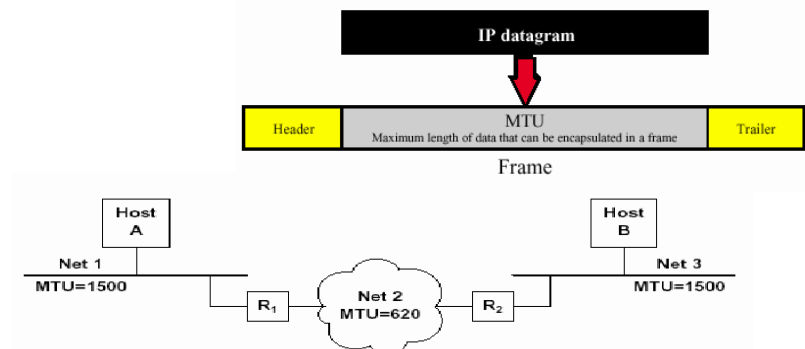 IP datagram
Header
MTU
Maximum length of data that can be encapsulated in a frame
Trailer
Frame
Host
A
Host
B
Net 1
MTU=1500
R₁
Net 2
MTU=620
R₂
Net 3
MTU=1500